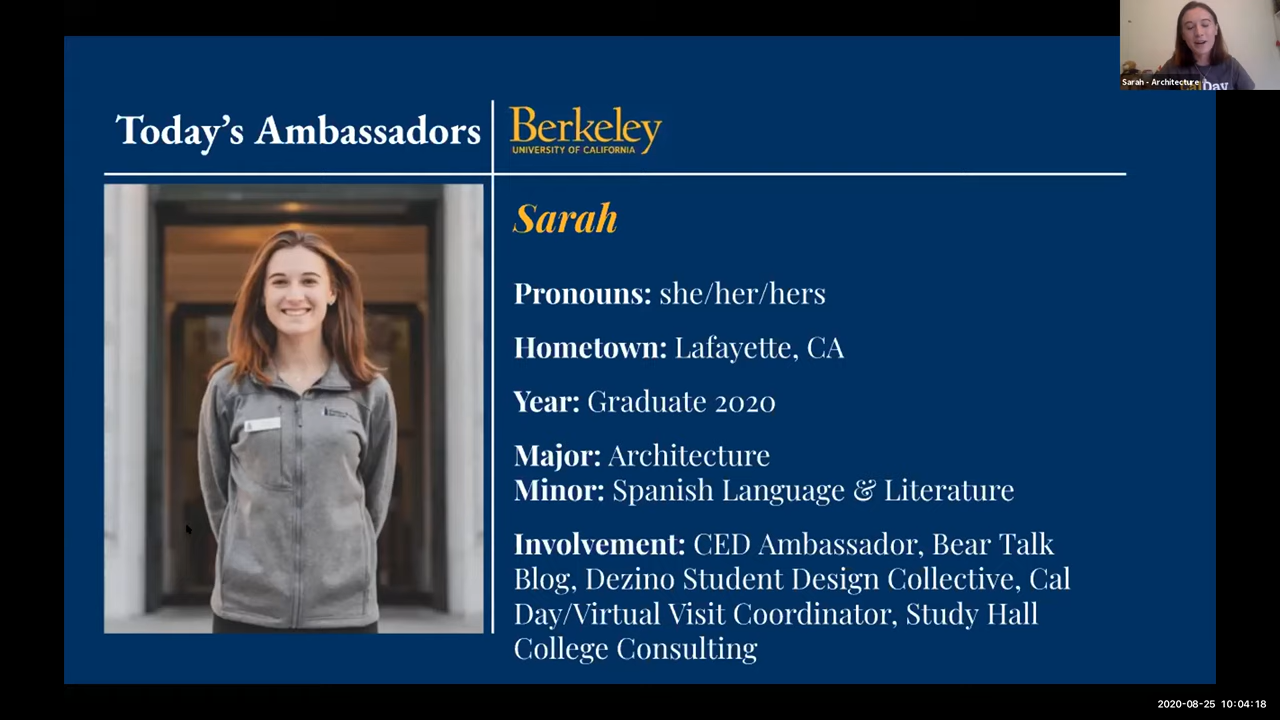 Sarah - Architecture
Today's Ambassadors
Berkeley
UNIVERSITY OF CALIFORNIA
Sarah
Pronouns: she/her/hers
Hometown: Lafayette, CA
Year: Graduate 2020
Major: Architecture
Minor: Spanish Language & Literature
Involvement: CED Ambassador, Bear Talk
Blog, Dezino Student Design Collective, Cal
Day/Virtual Visit Coordinator, Study Hall
College Consulting
2020-08-25 10:04:18